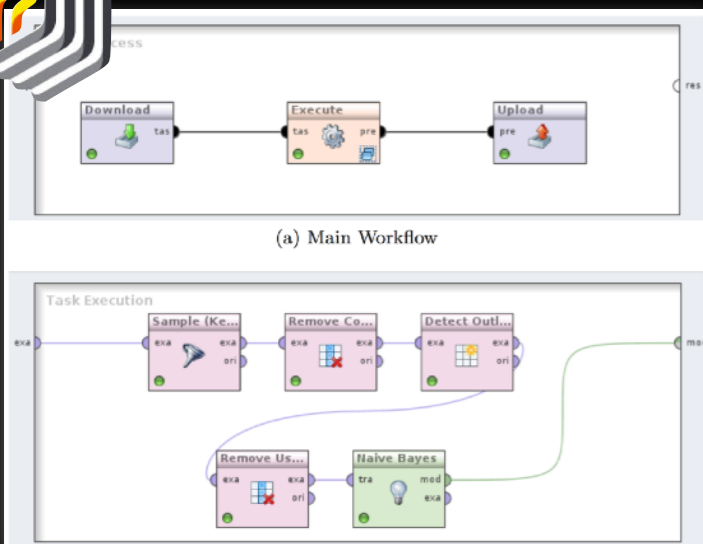 cess
res
Download Execute Upload
tas tas pre pre
(a) Main Workflow
Task Execution
Sample (Ke... Remove Co... Detect Outl...
exa exa exa exa exa exa exa mod
ori ori ori
Remove Us... Naive Bayes
exa exa tra mod
ori exa